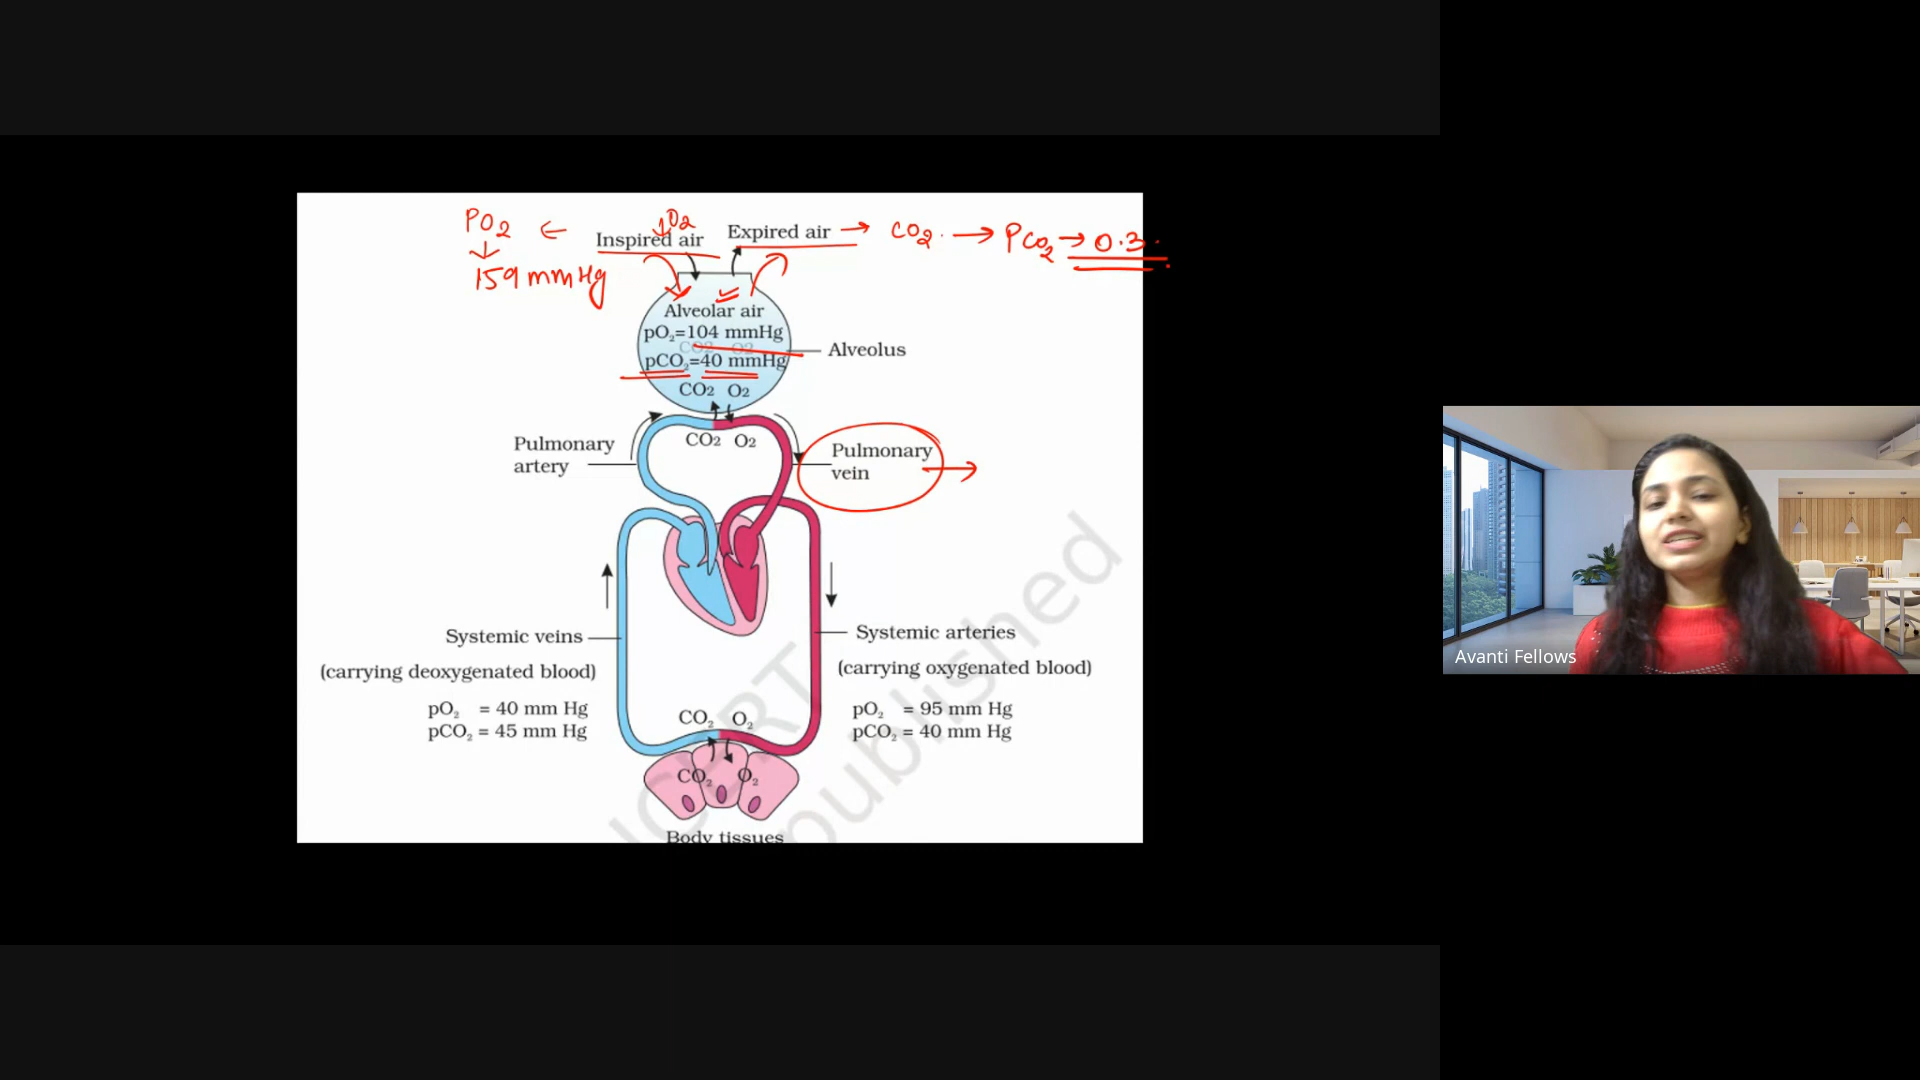 PO2 ← Inspired air ↓O2 Expired air → CO2. → PCO2 → 0.3.
↓
159 mmHg
Alveolar air
pO2=104 mmHg
CO2 O2
Alveolus
pCO2=40 mmHg
CO2 O2
Pulmonary artery
CO2 O2
Pulmonary vein →
Systemic veins
(carrying deoxygenated blood)
pO2 = 40 mm Hg
pCO2 = 45 mm Hg
Systemic arteries
(carrying oxygenated blood)
pO2 = 95 mm Hg
pCO2 = 40 mm Hg
CO2 O2
CO2 O2
Body tissues
published
Avanti Fellows